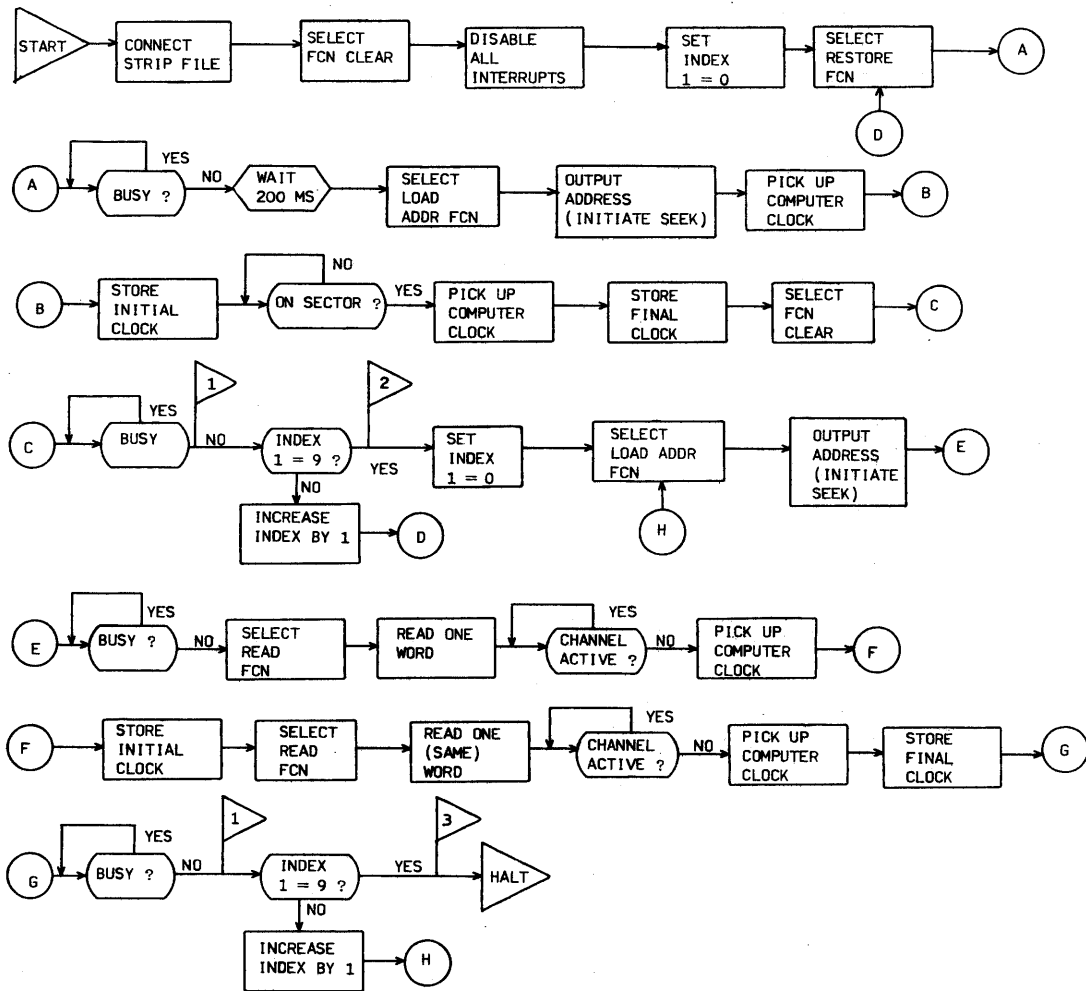 START
CONNECT
STRIP FILE
SELECT
FCN CLEAR
DISABLE
ALL
INTERRUPTS
SET
INDEX
1 = 0
SELECT
RESTORE
FCN
A
D
A
BUSY ?
YES
NO
WAIT
200 MS
SELECT
LOAD
ADDR FCN
OUTPUT
ADDRESS
(INITIATE SEEK)
PICK UP
COMPUTER
CLOCK
B
B
STORE
INITIAL
CLOCK
ON SECTOR ?
NO
YES
PICK UP
COMPUTER
CLOCK
STORE
FINAL
CLOCK
SELECT
FCN
CLEAR
C
C
BUSY
YES
1
NO
INDEX
1 = 9 ?
2
YES
SET
INDEX
1 = 0
SELECT
LOAD ADDR
FCN
OUTPUT
ADDRESS
(INITIATE
SEEK)
E
NO
INCREASE
INDEX BY 1
D
H
E
BUSY ?
YES
NO
SELECT
READ
FCN
READ ONE
WORD
CHANNEL
ACTIVE ?
YES
NO
PICK UP
COMPUTER
CLOCK
F
F
STORE
INITIAL
CLOCK
SELECT
READ
FCN
READ ONE
(SAME)
WORD
CHANNEL
ACTIVE ?
YES
NO
PICK UP
COMPUTER
CLOCK
STORE
FINAL
CLOCK
G
G
BUSY ?
YES
NO
1
INDEX
1 = 9 ?
YES
3
HALT
NO
INCREASE
INDEX BY 1
H